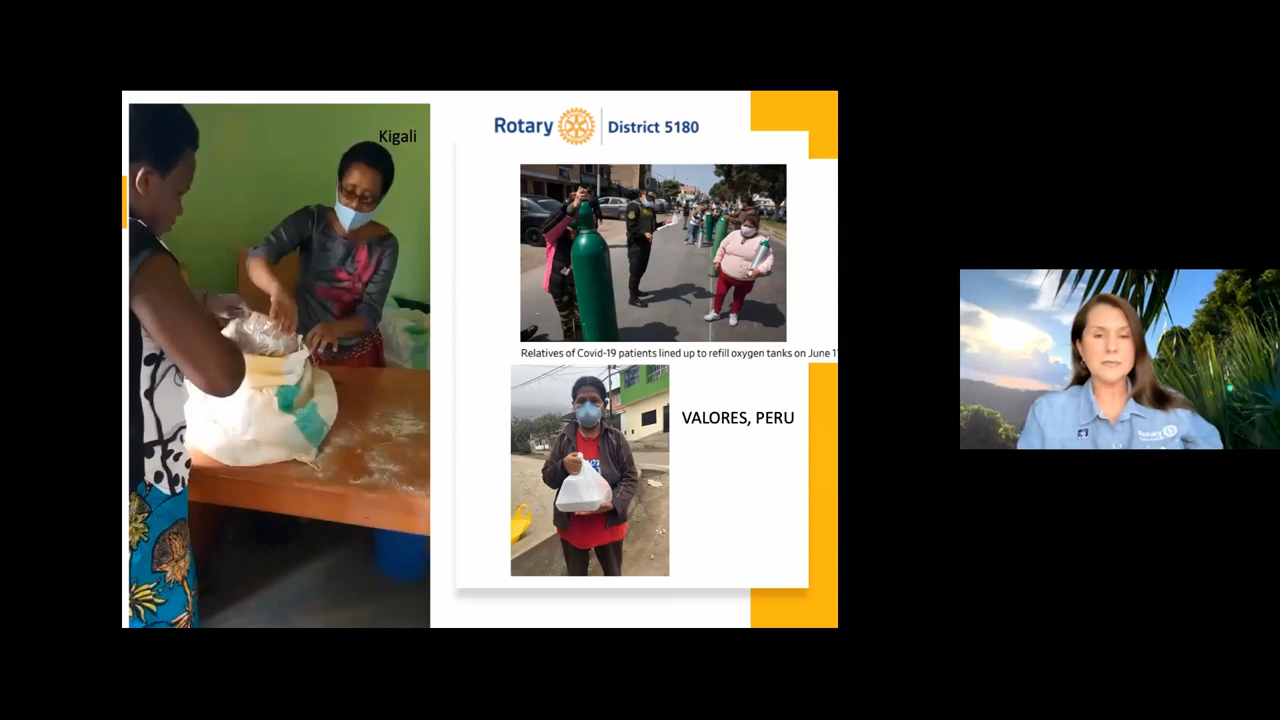 Kigali
Rotary District 5180
Relatives of Covid-19 patients lined up to refill oxygen tanks on June 1
VALORES, PERU
Rotary